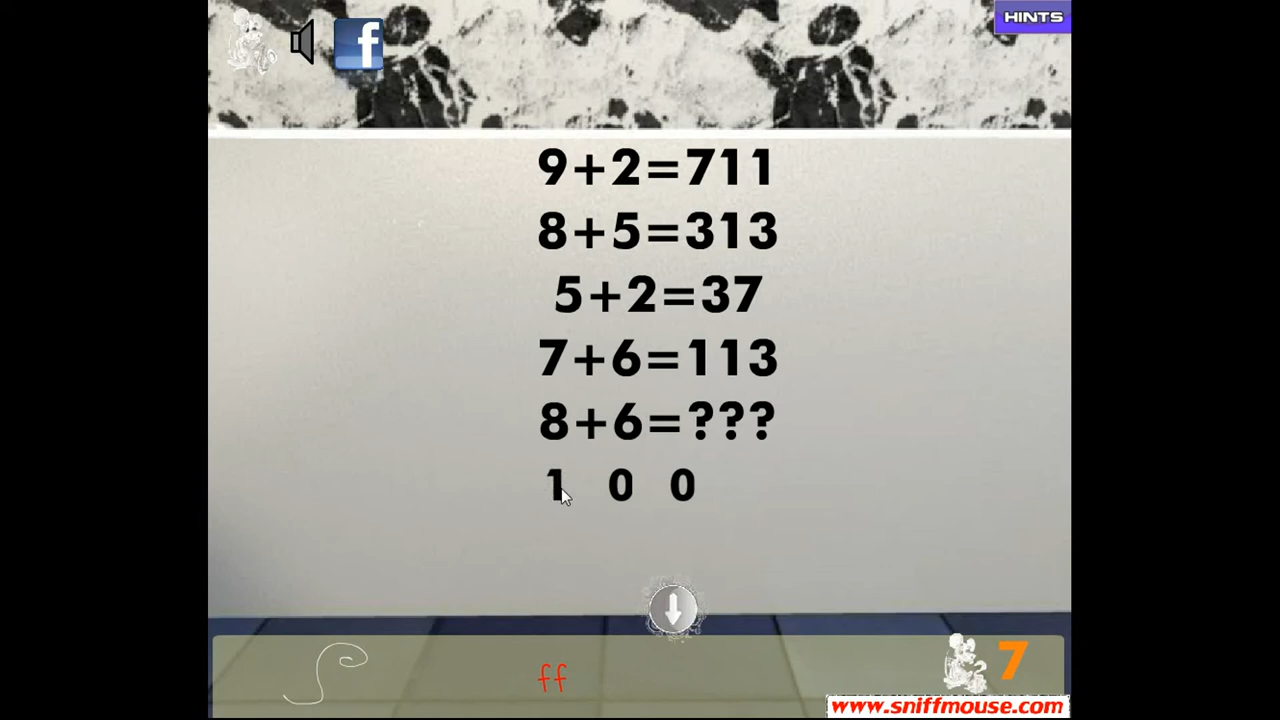 HINTS
f
9+2=711
8+5=313
5+2=37
7+6=113
8+6=???
1 0 0
ff
7
www.sniffmouse.com